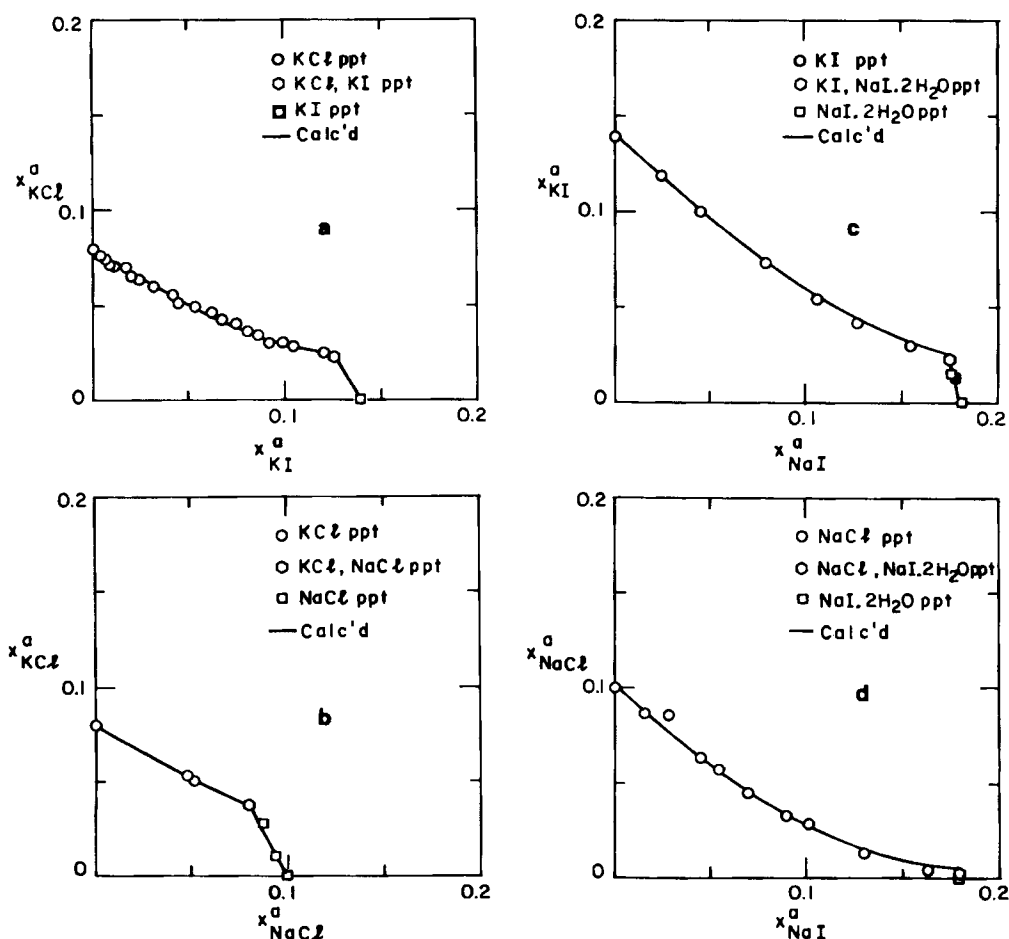 0.2
○ KCl ppt
○ KCl, KI ppt
□ KI ppt
— Calc'd
x^a_KCl
0.1
a
0
0.1
0.2
x^a_KI
0.2
○ KI ppt
○ KI, NaI.2H₂O ppt
□ NaI.2H₂O ppt
— Calc'd
x^a_KI
0.1
c
0
0.1
0.2
x^a_NaI
0.2
○ KCl ppt
○ KCl, NaCl ppt
□ NaCl ppt
— Calc'd
x^a_KCl
0.1
b
0
0.1
0.2
x^a_NaCl
0.2
○ NaCl ppt
○ NaCl, NaI.2H₂O ppt
□ NaI.2H₂O ppt
— Calc'd
x^a_NaCl
0.1
d
0
0.1
0.2
x^a_NaI